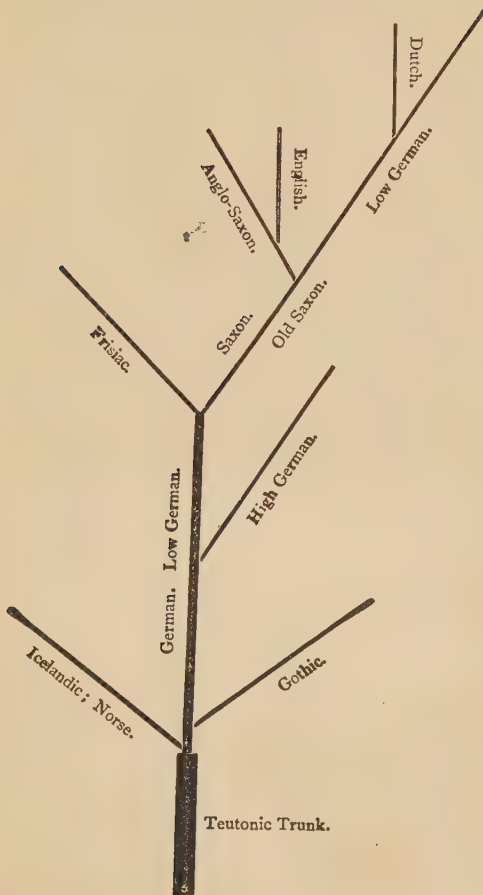 Dutch.
Low German.
English.
Anglo-Saxon.
Saxon.
Old Saxon.
Frisiac.
High German.
German. Low German.
Icelandic; Norse.
Gothic.
Teutonic Trunk.